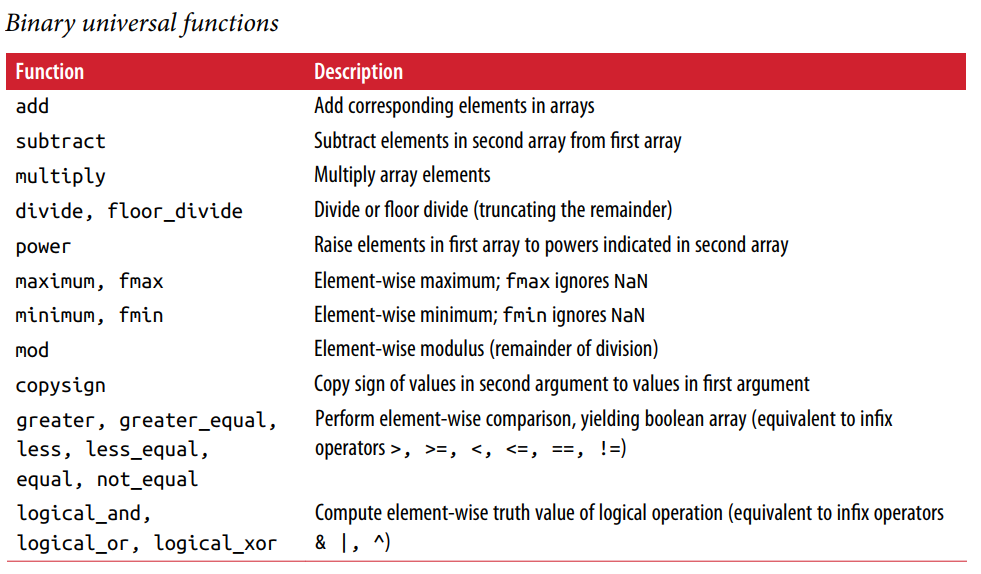 Binary universal functions
Function Description
add Add corresponding elements in arrays
subtract Subtract elements in second array from first array
multiply Multiply array elements
divide, floor_divide Divide or floor divide (truncating the remainder)
power Raise elements in first array to powers indicated in second array
maximum, fmax Element-wise maximum; fmax ignores NaN
minimum, fmin Element-wise minimum; fmin ignores NaN
mod Element-wise modulus (remainder of division)
copysign Copy sign of values in second argument to values in first argument
greater, greater_equal, Perform element-wise comparison, yielding boolean array (equivalent to infix
less, less_equal, operators >, >=, <, <=, ==, !=)
equal, not_equal
logical_and, Compute element-wise truth value of logical operation (equivalent to infix operators
logical_or, logical_xor & |, ^)